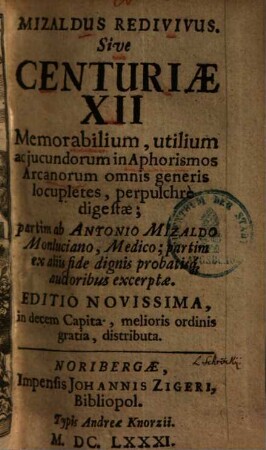 MIZALDUS REDIVIVUS.
Sive
CENTURIÆ
XII
Memorabilium, utilium
ac jucundorum in Aphorismos
Arcanorum omnis generis
locupletes, perpulchrè
digestæ;
partim ab ANTONIO MIZALDO
Monluciano, Medico; partim
ex aliis fide dignis probatisq;
auctoribus excerptæ.
EDITIO NOVISSIMA,
in decem Capita, melioris ordinis
gratia, distributa.
NORIBERGÆ,
Impensis JOHANNIS ZIGERI,
Bibliopol.
Typis Andreæ Knorzii.
M. DC. LXXXI.